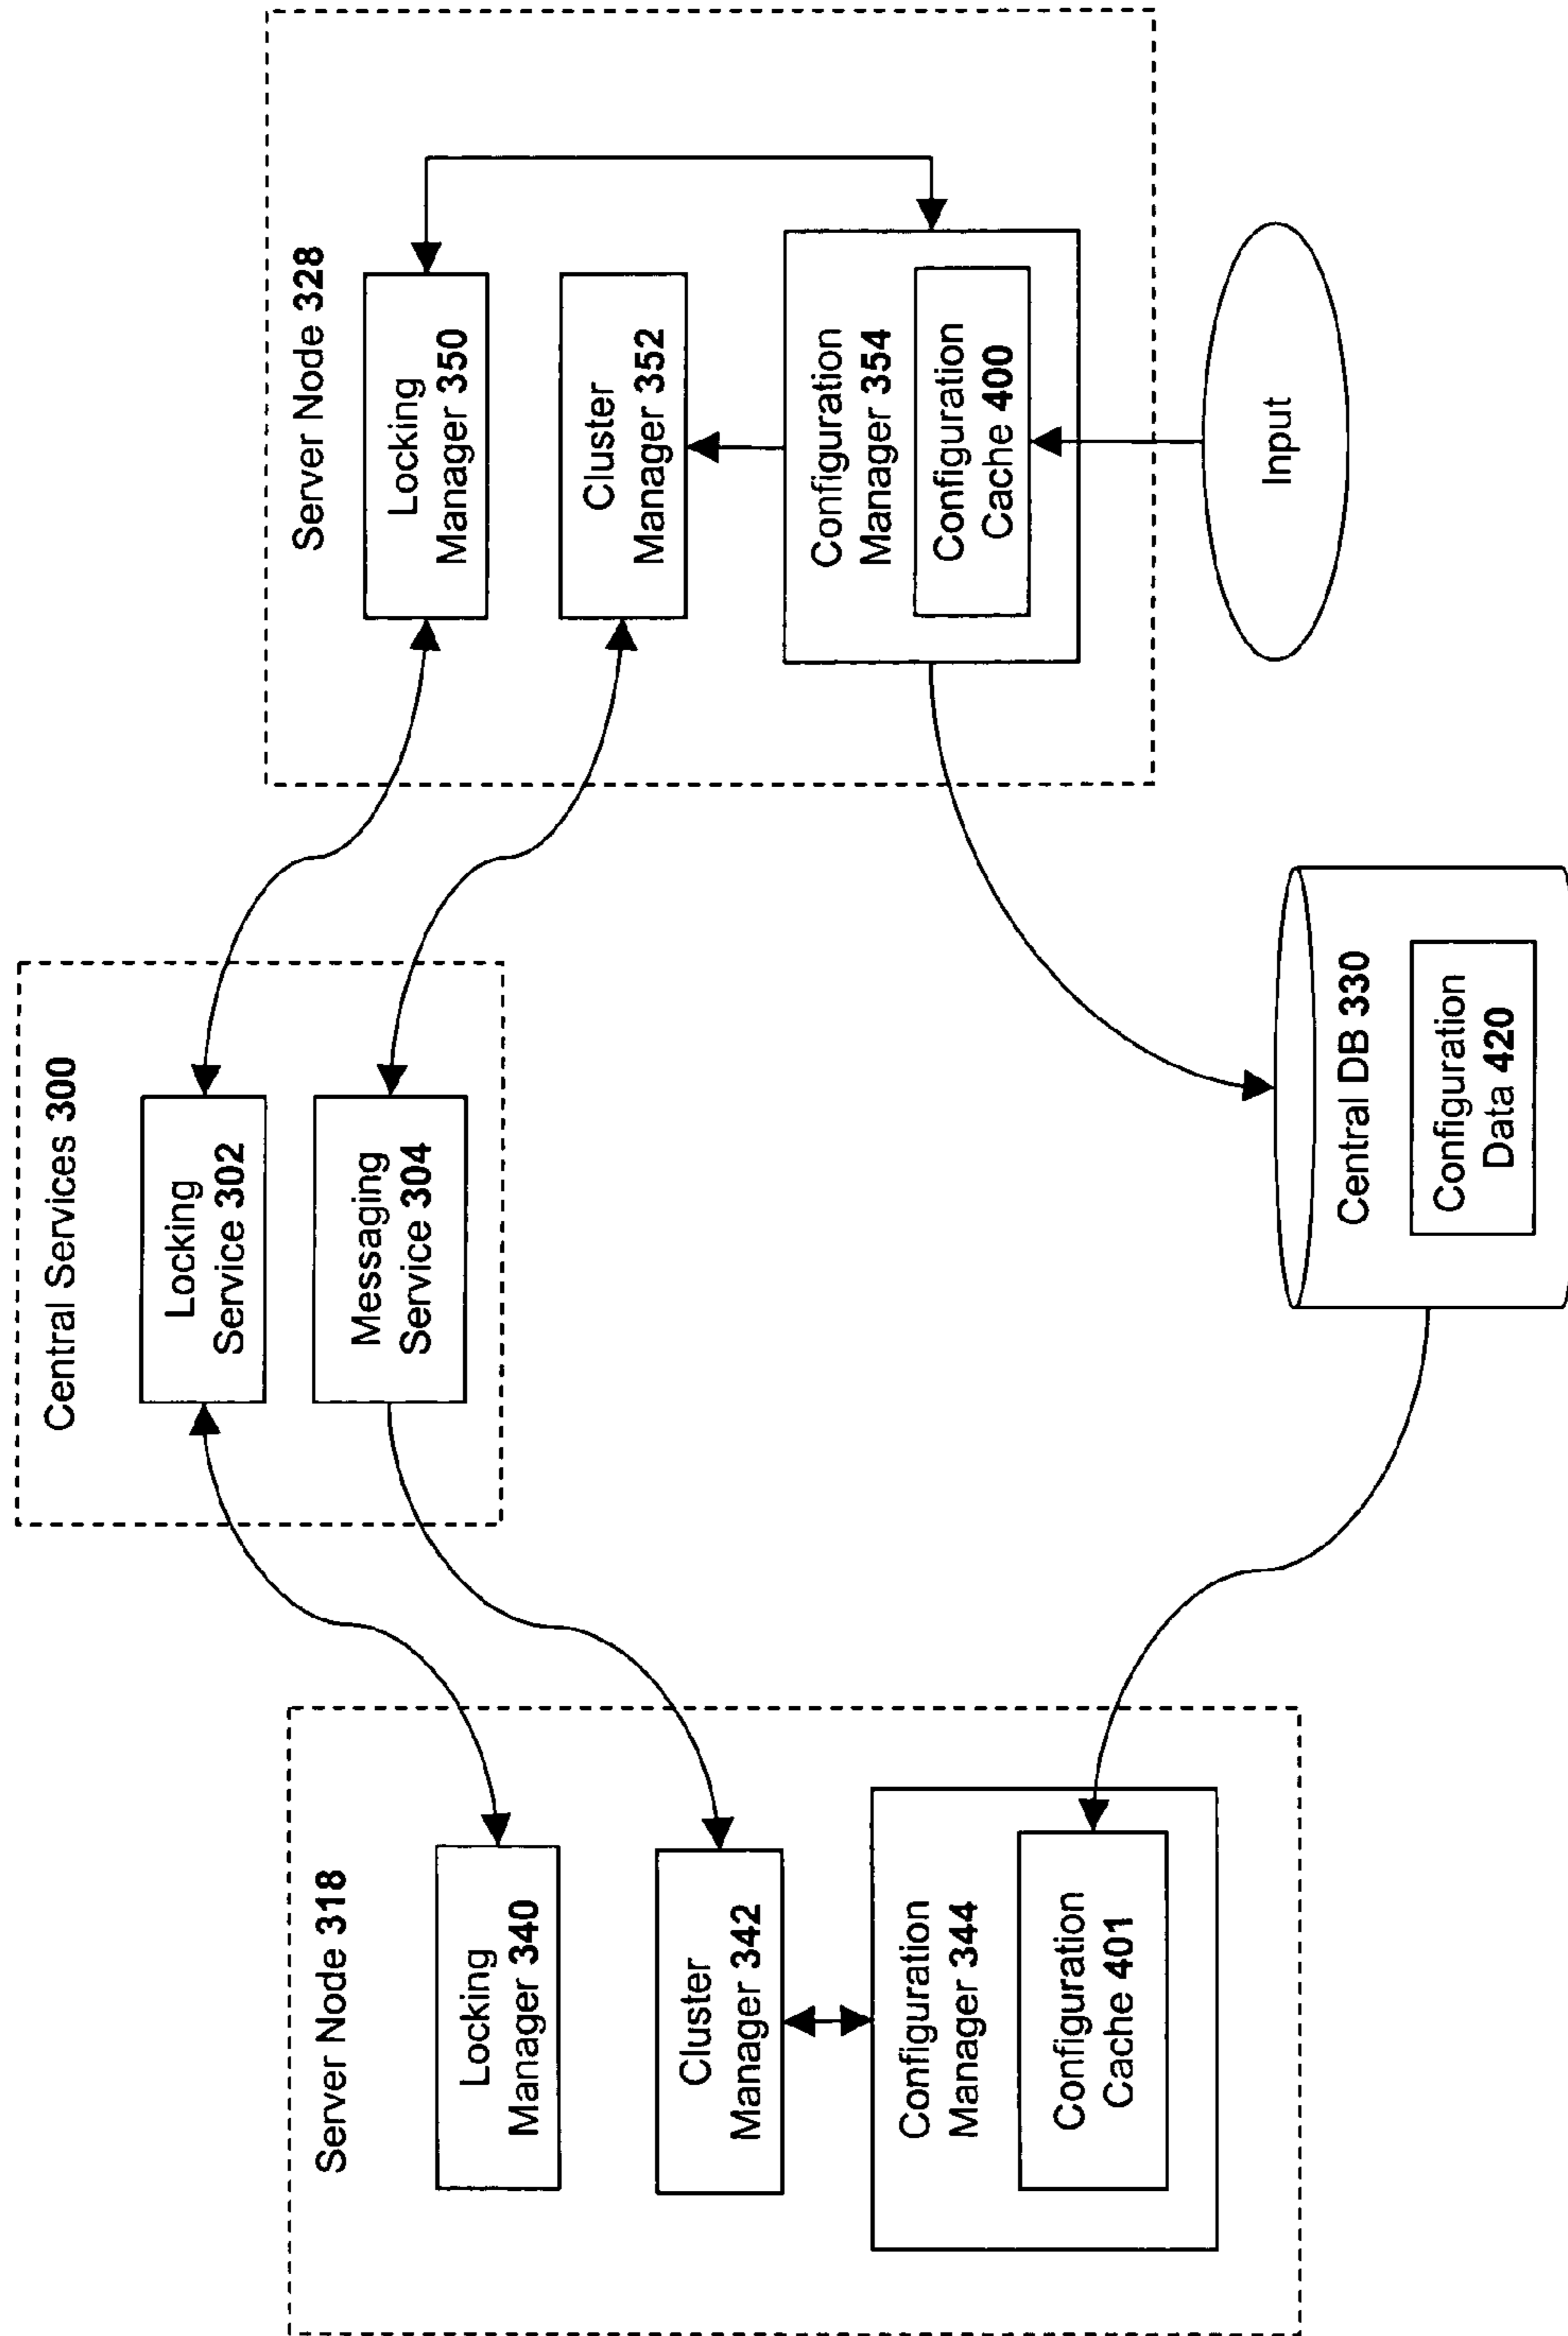 Central Services 300
Locking
Service 302
Messaging
Service 304
Server Node 318
Locking
Manager 340
Cluster
Manager 342
Configuration
Manager 344
Configuration
Cache 401
Server Node 328
Locking
Manager 350
Cluster
Manager 352
Configuration
Manager 354
Configuration
Cache 400
Central DB 330
Configuration
Data 420
Input